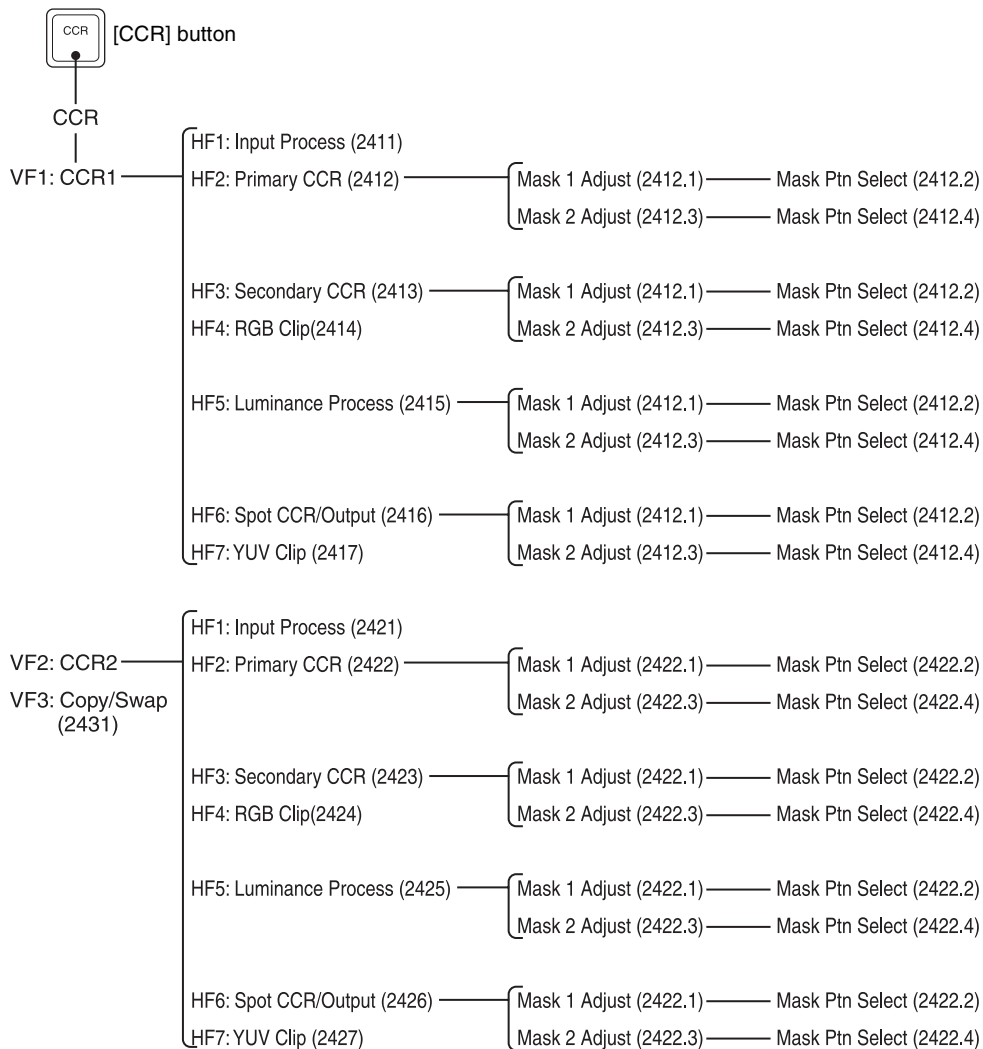 CCR
[CCR] button
CCR
HF1: Input Process (2411)
VF1: CCR1 HF2: Primary CCR (2412) Mask 1 Adjust (2412.1) Mask Ptn Select (2412.2)
Mask 2 Adjust (2412.3) Mask Ptn Select (2412.4)
HF3: Secondary CCR (2413) Mask 1 Adjust (2412.1) Mask Ptn Select (2412.2)
HF4: RGB Clip(2414) Mask 2 Adjust (2412.3) Mask Ptn Select (2412.4)
HF5: Luminance Process (2415) Mask 1 Adjust (2412.1) Mask Ptn Select (2412.2)
Mask 2 Adjust (2412.3) Mask Ptn Select (2412.4)
HF6: Spot CCR/Output (2416) Mask 1 Adjust (2412.1) Mask Ptn Select (2412.2)
HF7: YUV Clip (2417) Mask 2 Adjust (2412.3) Mask Ptn Select (2412.4)
HF1: Input Process (2421)
VF2: CCR2 HF2: Primary CCR (2422) Mask 1 Adjust (2422.1) Mask Ptn Select (2422.2)
VF3: Copy/Swap Mask 2 Adjust (2422.3) Mask Ptn Select (2422.4)
(2431)
HF3: Secondary CCR (2423) Mask 1 Adjust (2422.1) Mask Ptn Select (2422.2)
HF4: RGB Clip(2424) Mask 2 Adjust (2422.3) Mask Ptn Select (2422.4)
HF5: Luminance Process (2425) Mask 1 Adjust (2422.1) Mask Ptn Select (2422.2)
Mask 2 Adjust (2422.3) Mask Ptn Select (2422.4)
HF6: Spot CCR/Output (2426) Mask 1 Adjust (2422.1) Mask Ptn Select (2422.2)
HF7: YUV Clip (2427) Mask 2 Adjust (2422.3) Mask Ptn Select (2422.4)